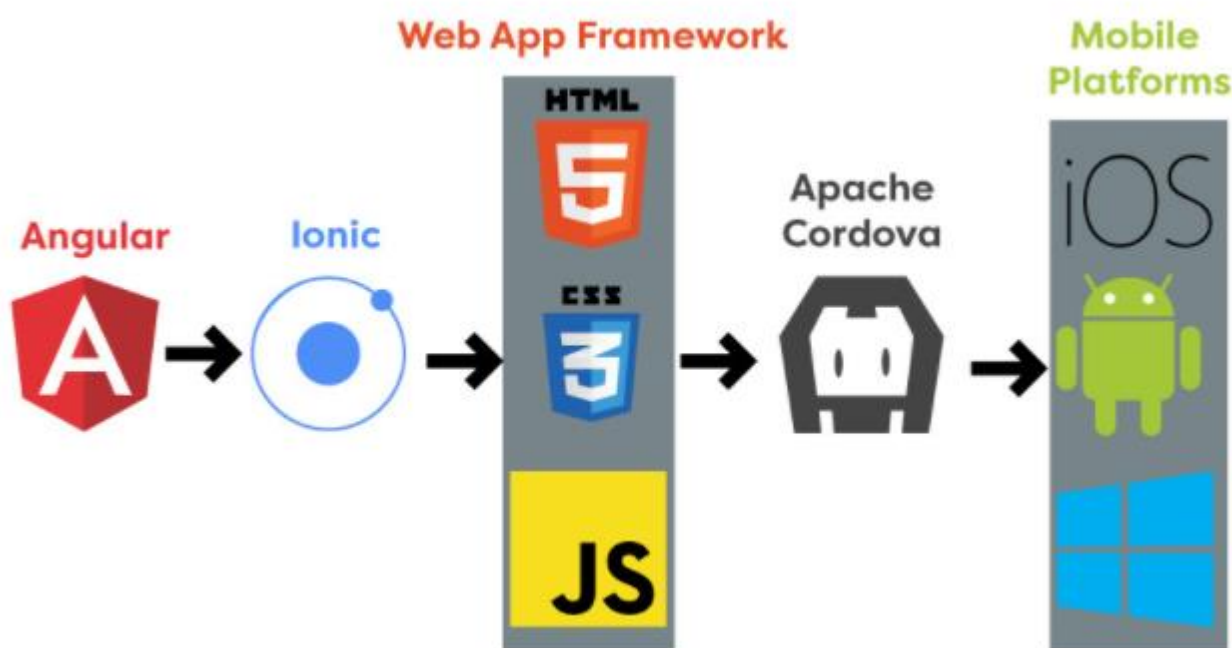 Web App Framework
Mobile
Platforms
HTML
5
iOS
Apache
Cordova
Angular
Ionic
A
CSS
3
JS